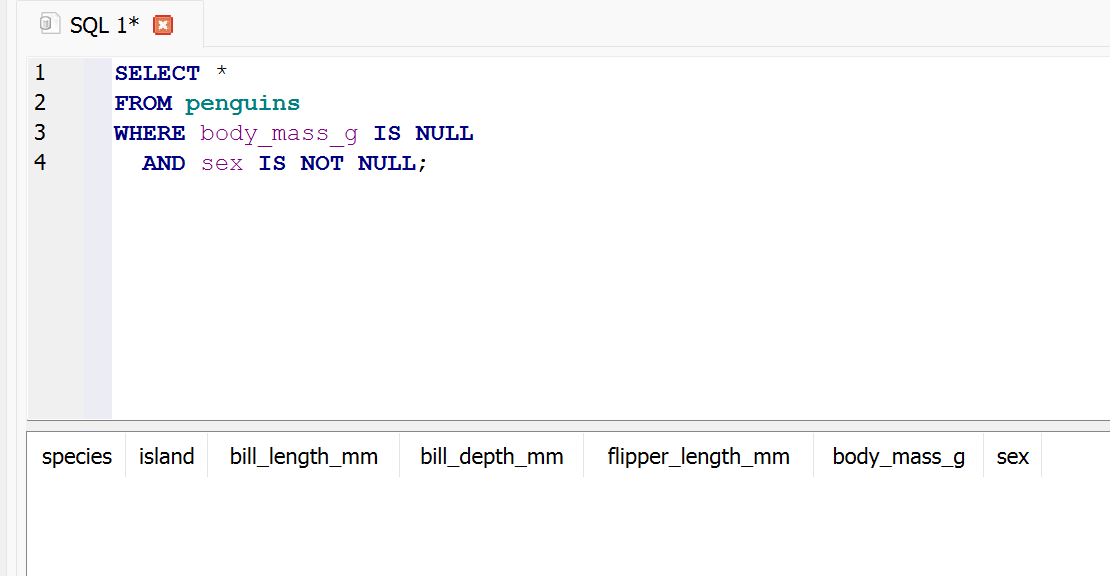 SQL 1*
1 SELECT *
2 FROM penguins
3 WHERE body_mass_g IS NULL
4   AND sex IS NOT NULL;
species island bill_length_mm bill_depth_mm flipper_length_mm body_mass_g sex